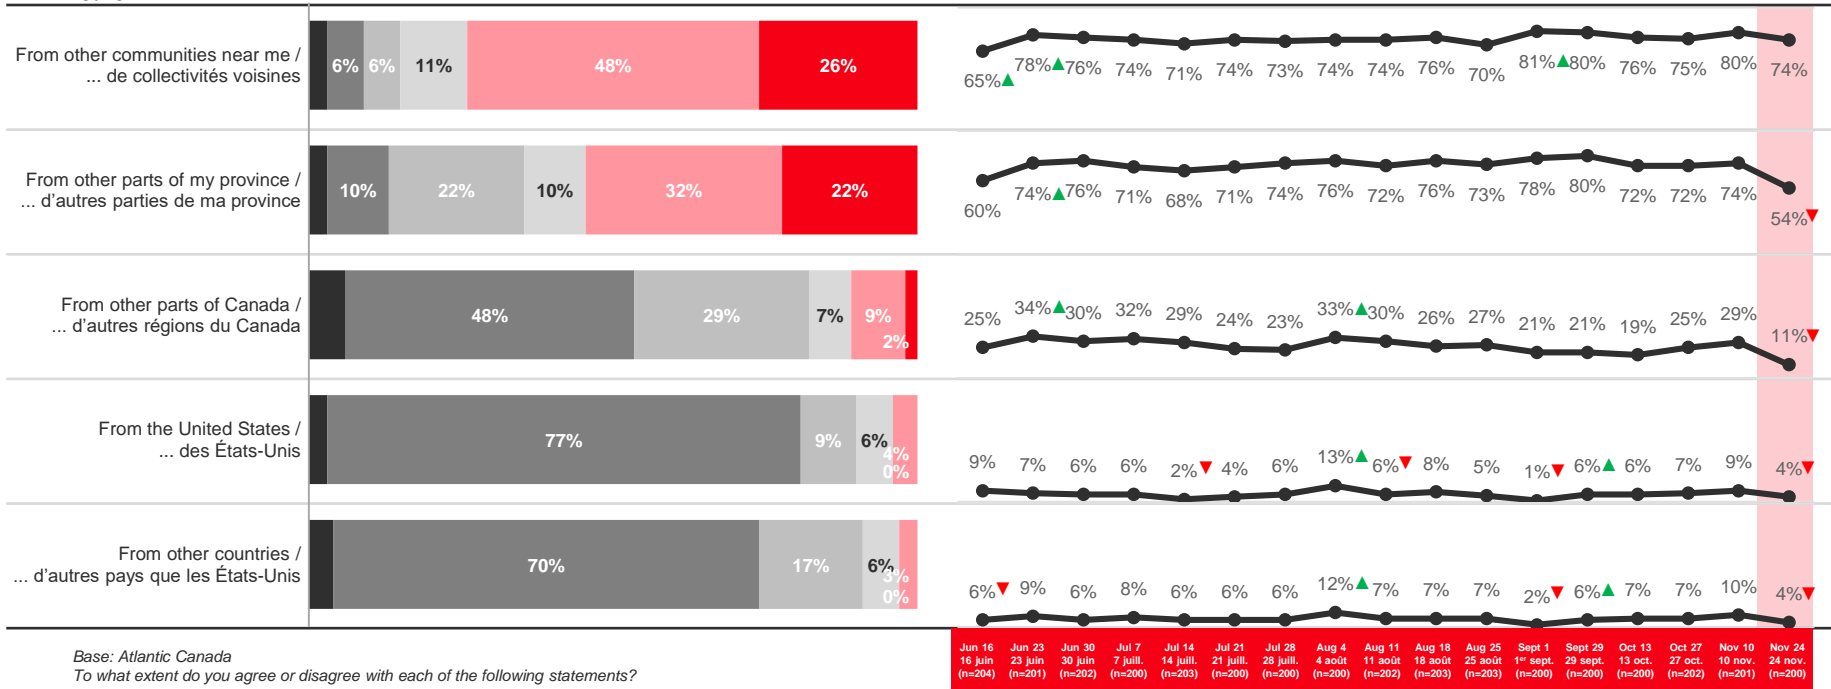 From other communities near me /
... de collectivités voisines
6% 6% 11% 48% 26%
65% 78% 76% 74% 71% 74% 73% 74% 74% 76% 70% 81% 80% 76% 75% 80% 74%
From other parts of my province /
... d'autres parties de ma province
10% 22% 10% 32% 22%
60% 74% 76% 71% 68% 71% 74% 76% 72% 76% 73% 78% 80% 72% 72% 74% 54%
From other parts of Canada /
... d'autres régions du Canada
48% 29% 7% 9% 2%
25% 34% 30% 32% 29% 24% 23% 33% 30% 26% 27% 21% 21% 19% 25% 29% 11%
From the United States /
... des États-Unis
77% 9% 6% 4% 0%
9% 7% 6% 6% 2% 4% 6% 13% 6% 8% 5% 1% 6% 6% 7% 9% 4%
From other countries /
... d'autres pays que les États-Unis
70% 17% 6% 3% 0%
6% 9% 6% 8% 6% 6% 6% 12% 7% 7% 7% 2% 6% 7% 7% 10% 4%
Jun 16 Jun 23 Jun 30 Jul 7 Jul 14 Jul 21 Jul 28 Aug 4 Aug 11 Aug 18 Aug 25 Sept 1 Sept 29 Oct 13 Oct 27 Nov 10 Nov 24
16 juin 23 juin 30 juin 7 juill. 14 juill. 21 juill. 28 juill. 4 août 11 août 18 août 25 août 1er sept. 29 sept. 13 oct. 27 oct. 10 nov. 24 nov.
(n=204) (n=201) (n=202) (n=200) (n=203) (n=200) (n=200) (n=200) (n=202) (n=203) (n=203) (n=200) (n=200) (n=200) (n=202) (n=201) (n=200)
Base: Atlantic Canada
To what extent do you agree or disagree with each of the following statements?